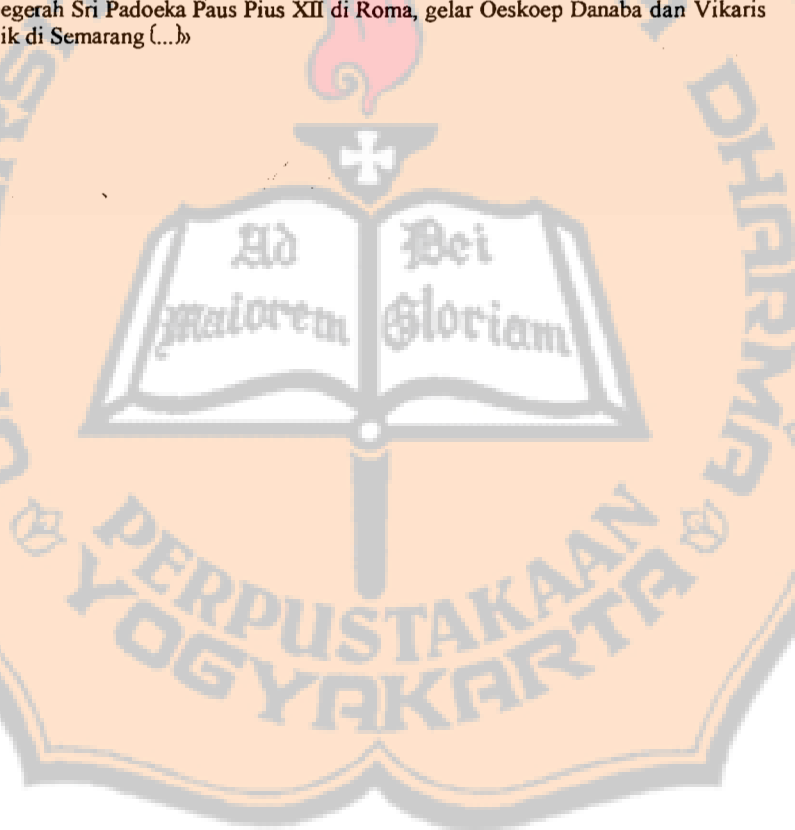 egerah Sri Padoeka Paus Pius XII di Roma, gelar Oeskoep Danaba dan Vikaris
ik di Semarang (...)»
Ad Dei
maiorem Gloriam
DHARMA
PERPUSTAKAAN
YOGYAKARTA